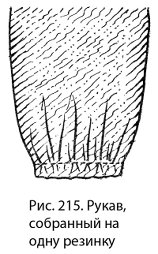 Рис. 215. Рукав,
собранный на
одну резинку